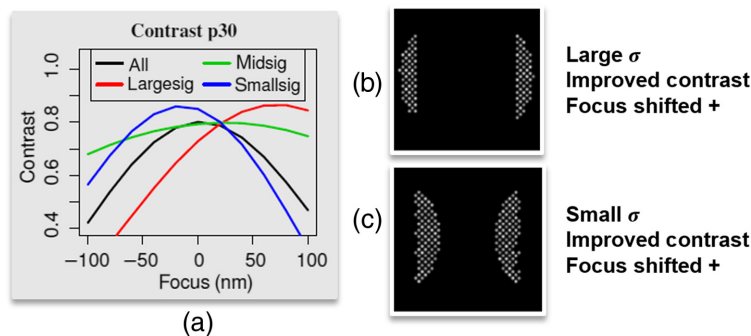 Contrast p30
All
Midsig
Largesig
Smallsig
Contrast
1.0
0.8
0.6
0.4
−100
−50
0
50
100
Focus (nm)
(a)
(b)
Large σ
Improved contrast
Focus shifted +
(c)
Small σ
Improved contrast
Focus shifted +